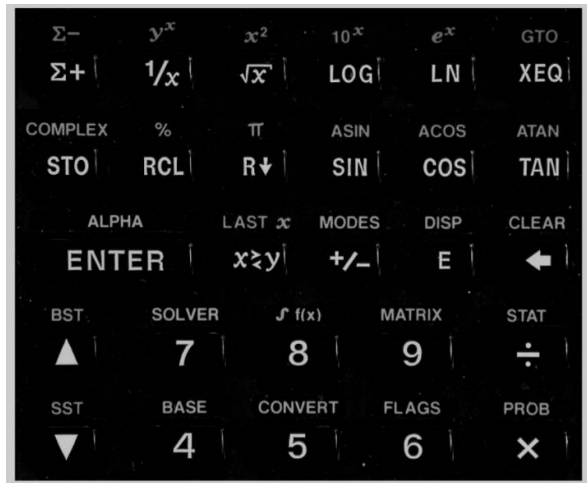 Σ− yˣ x² 10ˣ eˣ GTO
Σ+ 1/x √x LOG LN XEQ
COMPLEX % π ASIN ACOS ATAN
STO RCL R↓ SIN COS TAN
ALPHA LAST x MODES DISP CLEAR
ENTER x≷y +/− E ←
BST SOLVER ∫ f(x) MATRIX STAT
▲ 7 8 9 ÷
SST BASE CONVERT FLAGS PROB
▼ 4 5 6 ×